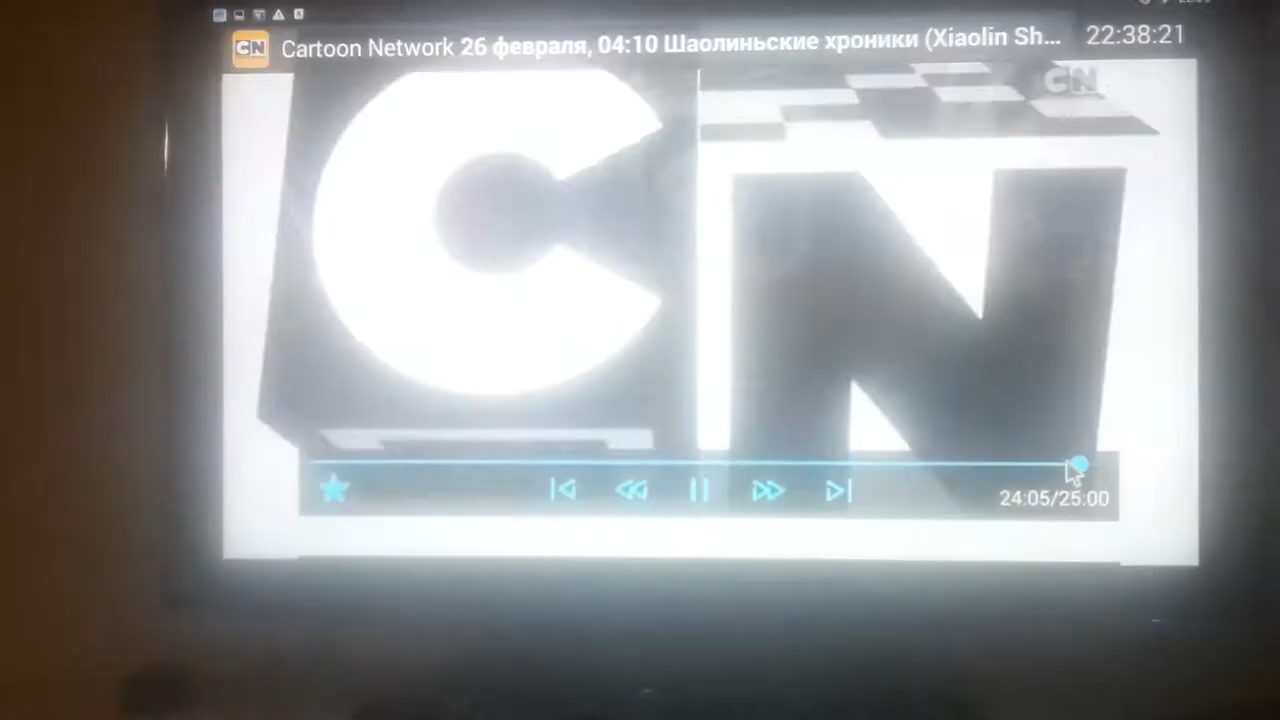 CN Cartoon Network 26 февраля, 04:10 Шаолиньские хроники (Xiaolin Sh... 22:38:21
CN
CN
24:05/25:00